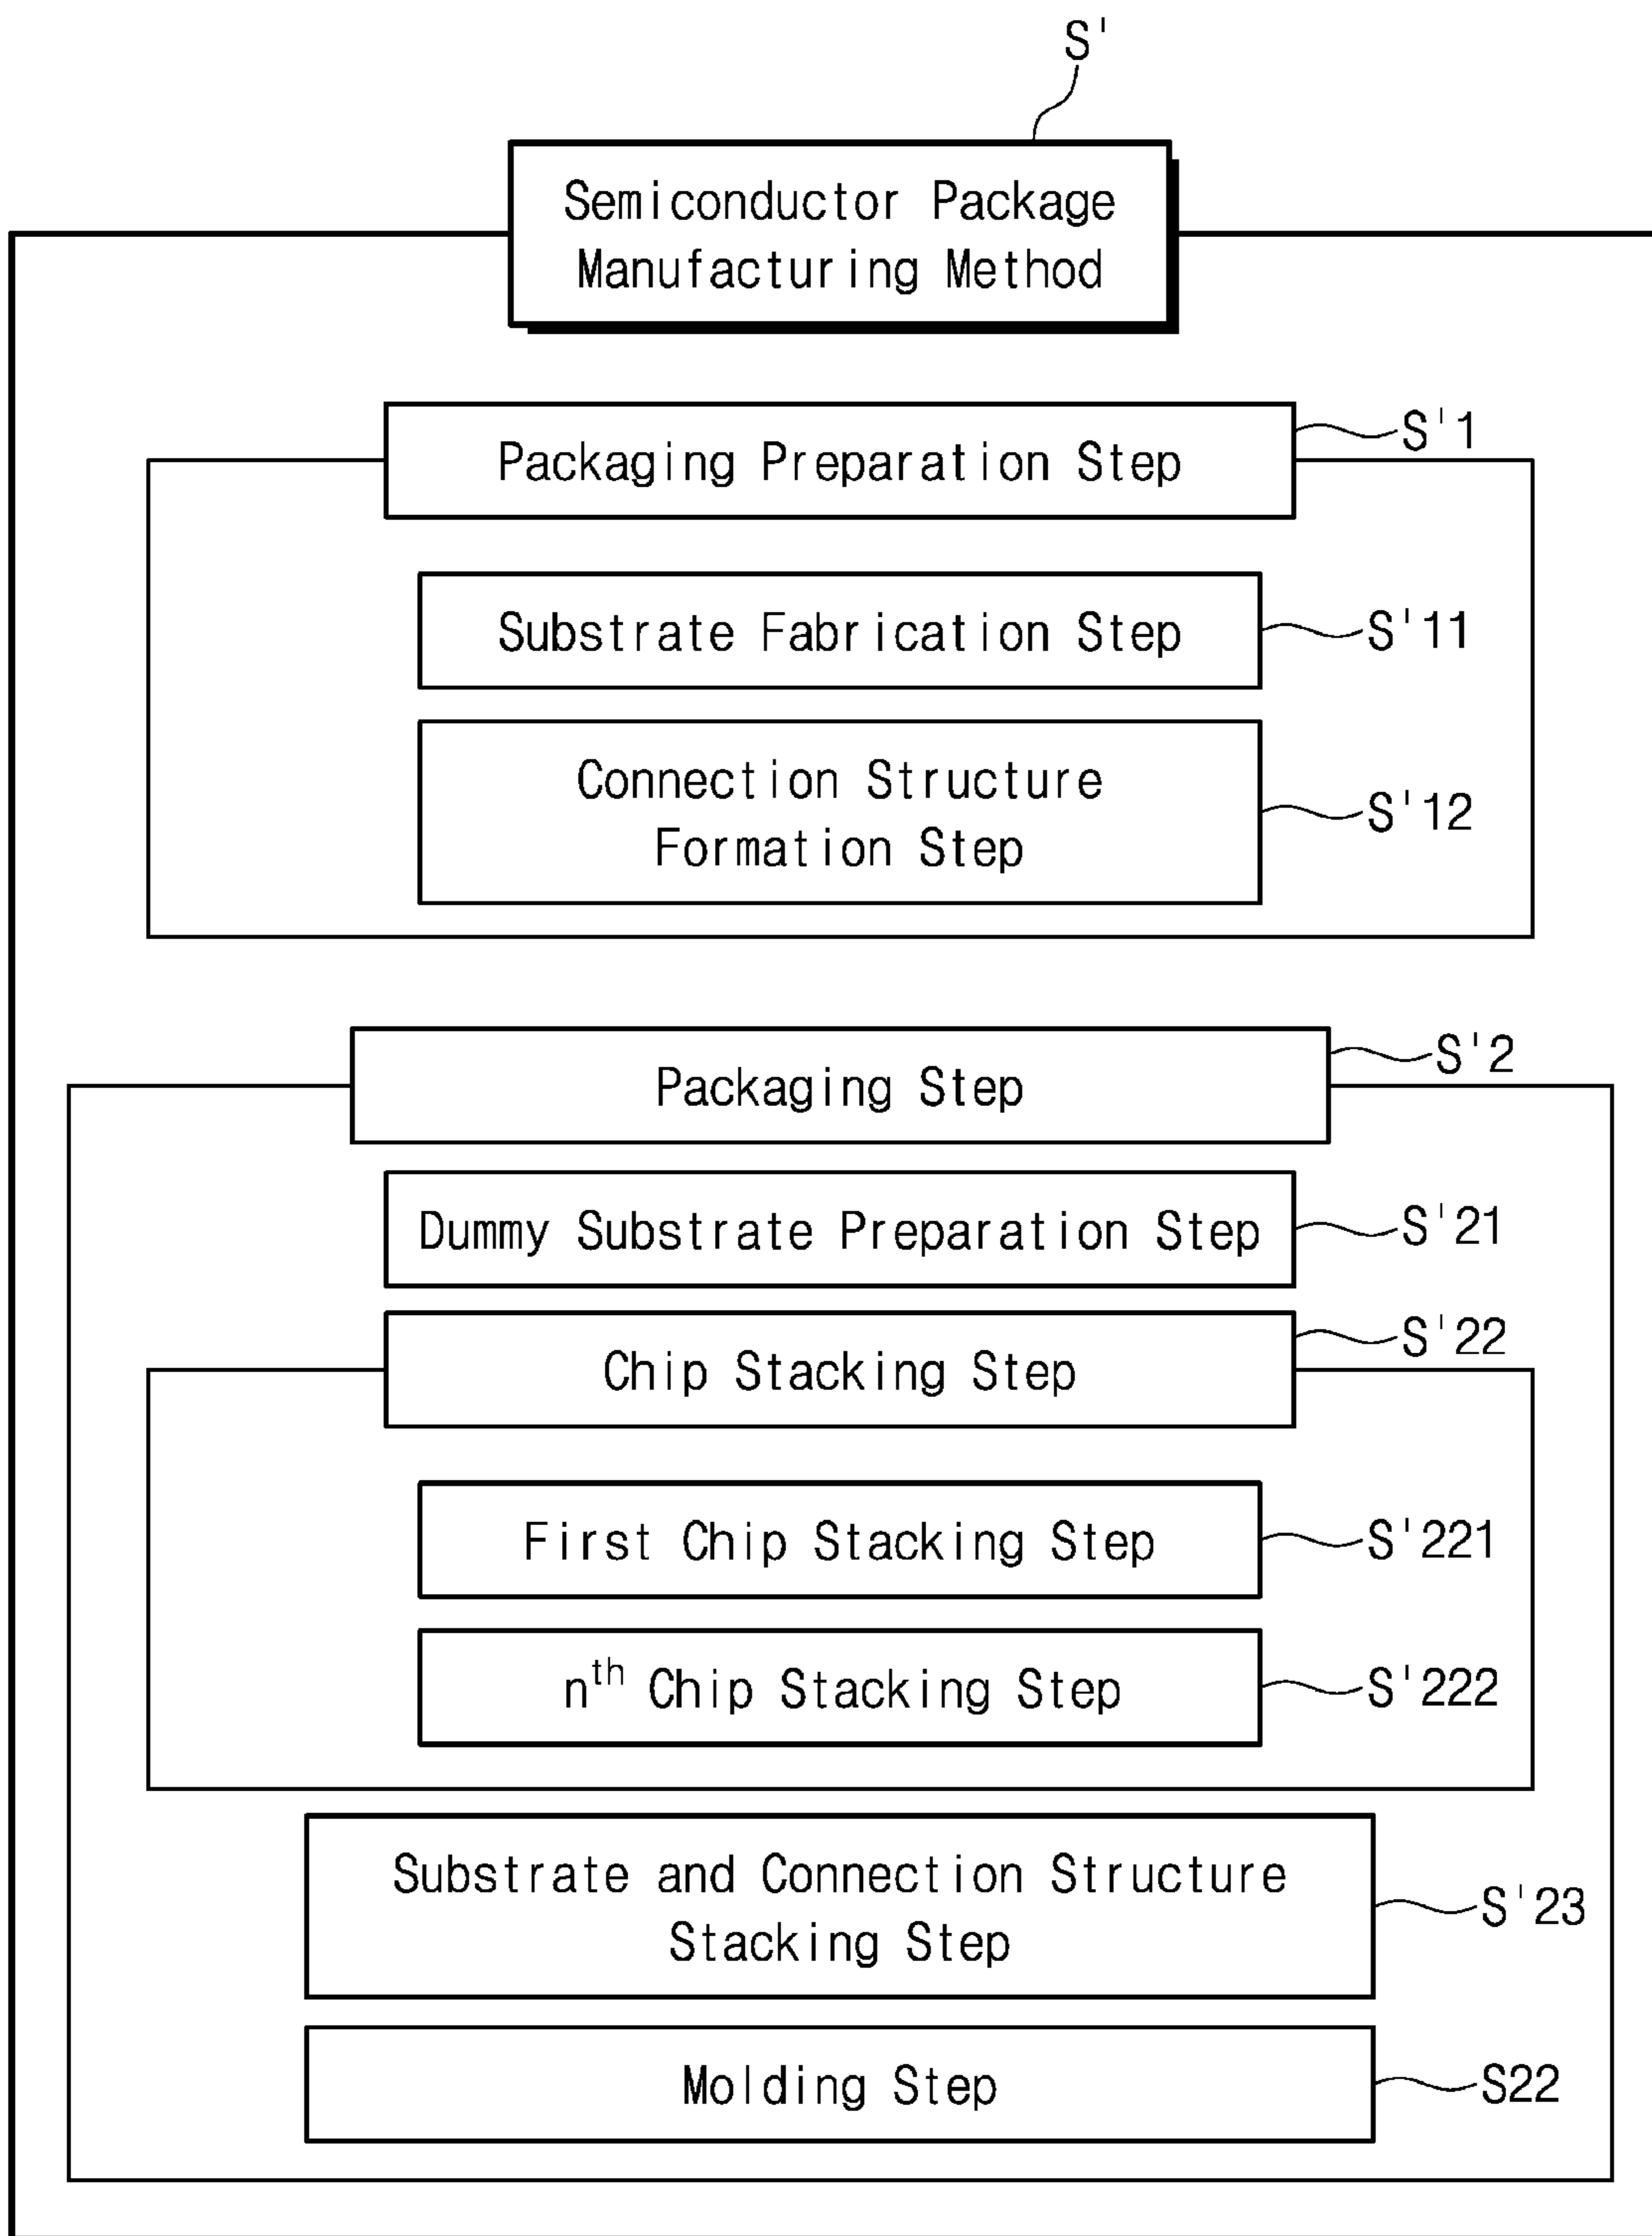 S'
Semiconductor Package
Manufacturing Method
Packaging Preparation Step
S'1
Substrate Fabrication Step
S'11
Connection Structure
Formation Step
S'12
Packaging Step
S'2
Dummy Substrate Preparation Step
S'21
Chip Stacking Step
S'22
First Chip Stacking Step
S'221
nth Chip Stacking Step
S'222
Substrate and Connection Structure
Stacking Step
S'23
Molding Step
S22